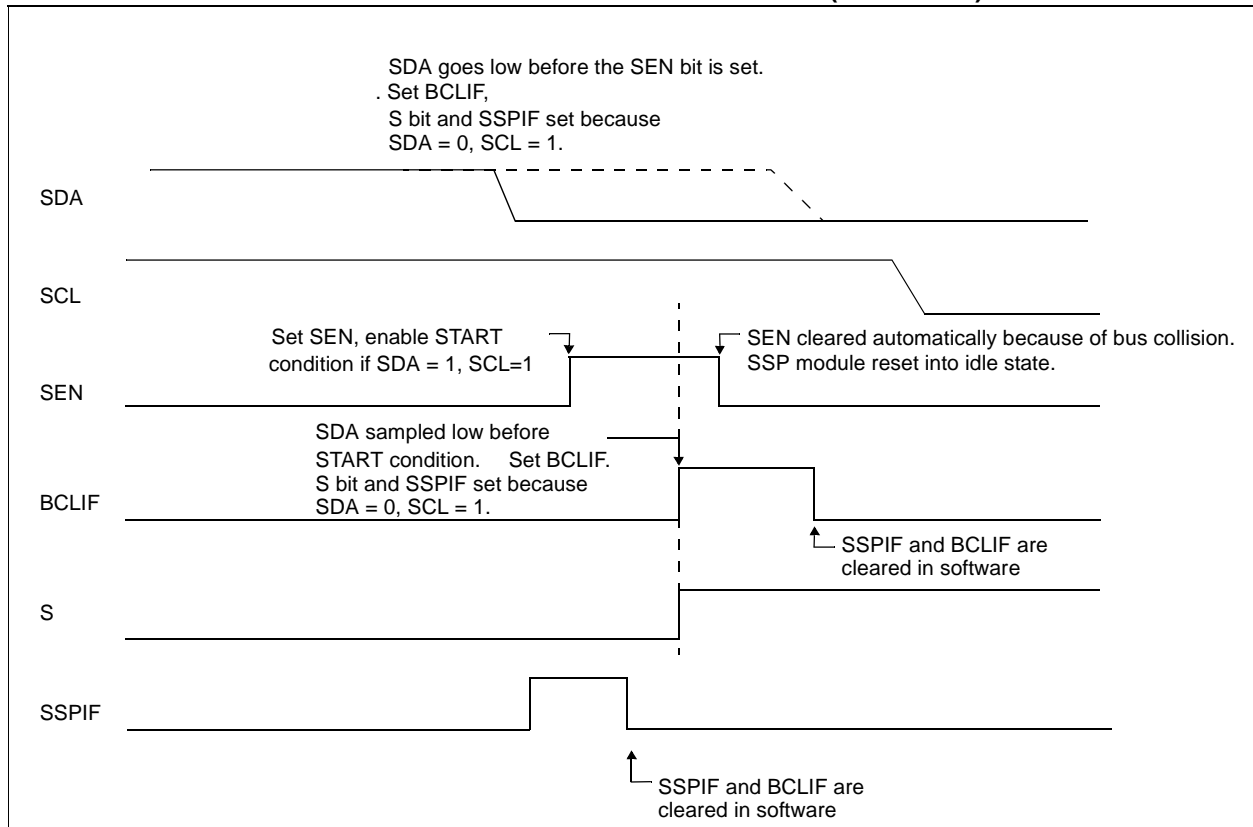 SDA goes low before the SEN bit is set.
. Set BCLIF,
S bit and SSPIF set because
SDA = 0, SCL = 1.
SDA
SCL
Set SEN, enable START
condition if SDA = 1, SCL=1
SEN cleared automatically because of bus collision.
SSP module reset into idle state.
SEN
SDA sampled low before
START condition. Set BCLIF.
S bit and SSPIF set because
SDA = 0, SCL = 1.
BCLIF
SSPIF and BCLIF are
cleared in software
S
SSPIF
SSPIF and BCLIF are
cleared in software